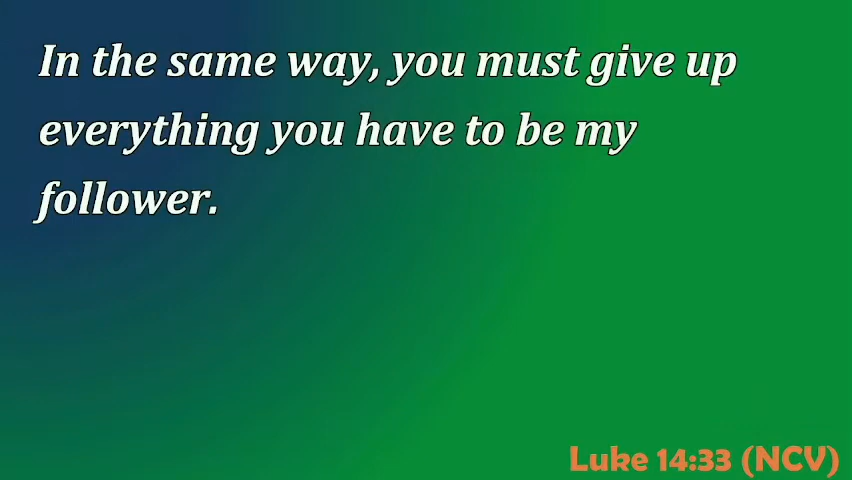 In the same way, you must give up
everything you have to be my
follower.
Luke 14:33 (NCV)